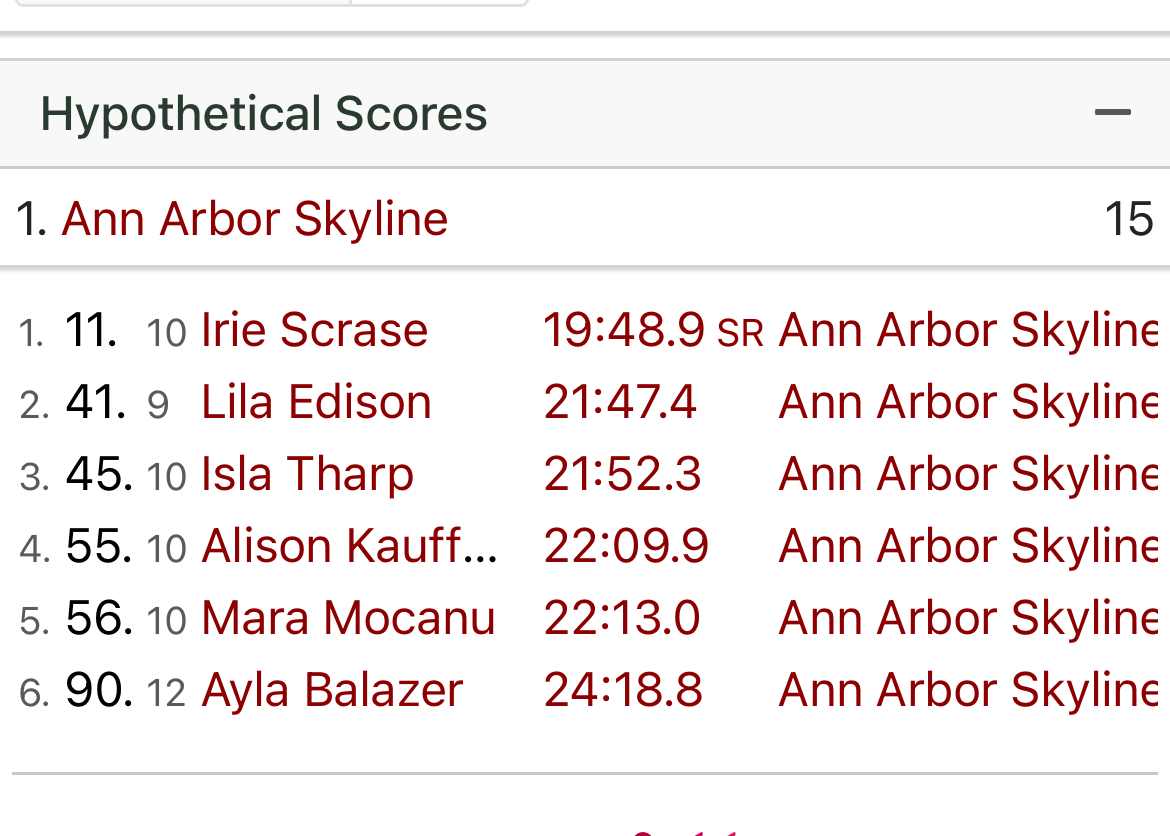 Hypothetical Scores
1. Ann Arbor Skyline 15
1. 11. 10 Irie Scrase 19:48.9 SR Ann Arbor Skyline
2. 41. 9 Lila Edison 21:47.4 Ann Arbor Skyline
3. 45. 10 Isla Tharp 21:52.3 Ann Arbor Skyline
4. 55. 10 Alison Kauff... 22:09.9 Ann Arbor Skyline
5. 56. 10 Mara Mocanu 22:13.0 Ann Arbor Skyline
6. 90. 12 Ayla Balazer 24:18.8 Ann Arbor Skyline